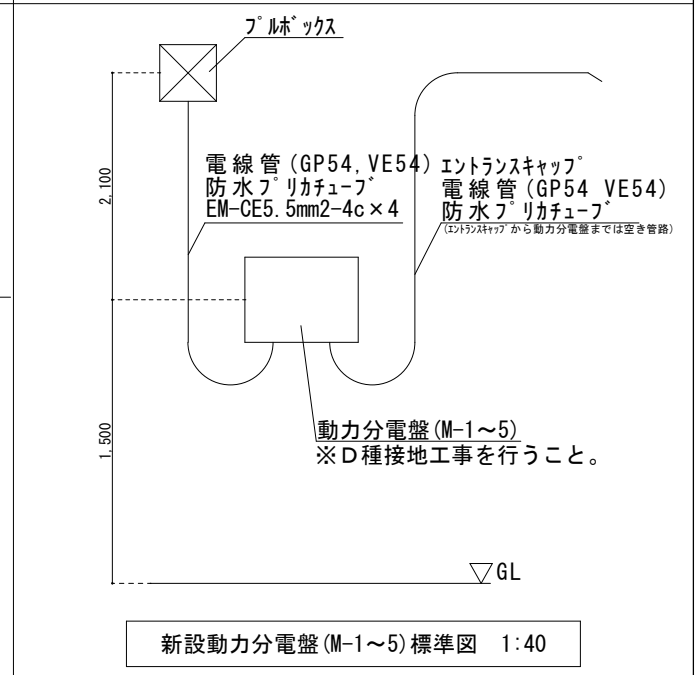 プルボックス
2,100
電線管(GP54,VE54)
防水プリカチューブ
EM-CE5.5mm2-4c×4
エントランスキャップ
電線管(GP54 VE54)
防水プリカチューブ
(エントランスキャップから動力分電盤までは空き管路)
1,500
動力分電盤(M-1～5)
※D種接地工事を行うこと。
GL
新設動力分電盤(M-1～5)標準図 1:40